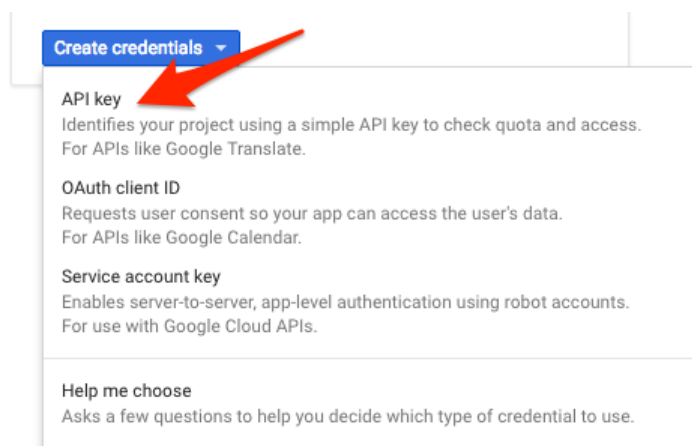 Create credentials
API key
Identifies your project using a simple API key to check quota and access.
For APIs like Google Translate.
OAuth client ID
Requests user consent so your app can access the user's data.
For APIs like Google Calendar.
Service account key
Enables server-to-server, app-level authentication using robot accounts.
For use with Google Cloud APIs.
Help me choose
Asks a few questions to help you decide which type of credential to use.